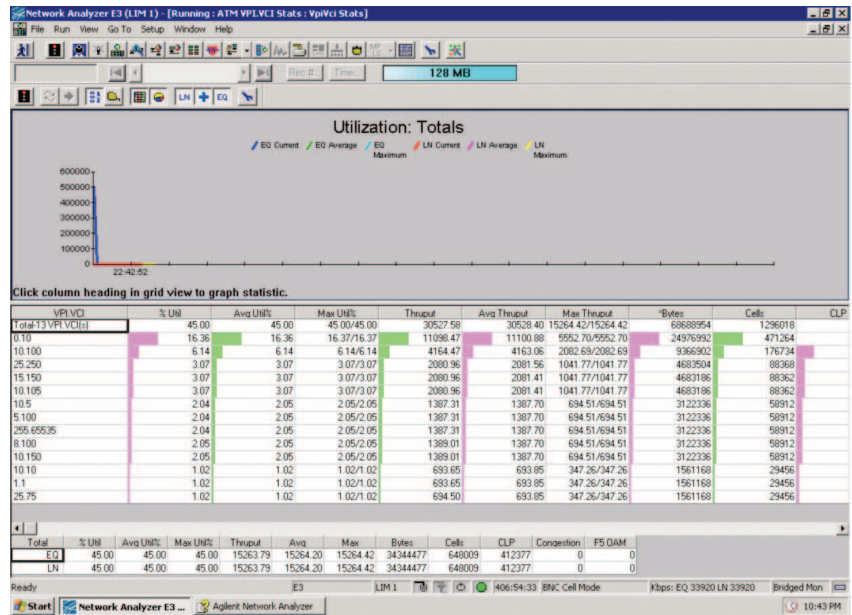 Network Analyzer E3 (LIM 1) - [Running : ATM VPI.VCI Stats : VpiVci Stats]
File Run View Go To Setup Window Help
Rec #... Time... 128 MB
LN EQ
Utilization: Totals
EQ Current EQ Average EQ Maximum LN Current LN Average LN Maximum
600000
500000
400000
300000
200000
100000
0
22:42:52
Click column heading in grid view to graph statistic.
VPI.VCI % Util Avg Util% Max Util% Thruput Avg Thruput Max Thruput *Bytes Cells CLP
Total-13 VPI.VCI(s) 45.00 45.00 45.00/45.00 30527.58 30528.40 15264.42/15264.42 68688954 1296018
0.10 16.36 16.36 16.37/16.37 11098.47 11100.88 5552.70/5552.70 24976992 471264
10.100 6.14 6.14 6.14/6.14 4164.47 4163.06 2082.69/2082.69 9366902 176734
25.250 3.07 3.07 3.07/3.07 2080.96 2081.56 1041.77/1041.77 4683504 88368
15.150 3.07 3.07 3.07/3.07 2080.96 2081.41 1041.77/1041.77 4683186 88362
10.105 3.07 3.07 3.07/3.07 2080.96 2081.41 1041.77/1041.77 4683186 88362
10.5 2.04 2.04 2.05/2.05 1387.31 1387.70 694.51/694.51 3122336 58912
5.100 2.04 2.04 2.05/2.05 1387.31 1387.70 694.51/694.51 3122336 58912
255.65535 2.04 2.04 2.05/2.05 1387.31 1387.70 694.51/694.51 3122336 58912
8.100 2.05 2.05 2.05/2.05 1389.01 1387.70 694.51/694.51 3122336 58912
10.150 2.05 2.05 2.05/2.05 1389.01 1387.70 694.51/694.51 3122336 58912
10.10 1.02 1.02 1.02/1.02 693.65 693.85 347.26/347.26 1561168 29456
1.1 1.02 1.02 1.02/1.02 693.65 693.85 347.26/347.26 1561168 29456
25.75 1.02 1.02 1.02/1.02 694.50 693.85 347.26/347.26 1561168 29456
Total % Util Avg Util% Max Util% Thruput Avg Max Bytes Cells CLP Congestion F5 OAM
EQ 45.00 45.00 45.00 15263.79 15264.20 15264.42 34344477 648009 412377 0 0
LN 45.00 45.00 45.00 15263.79 15264.20 15264.42 34344477 648009 412377 0 0
Ready E3 LIM 1 406:54:33 BNC Cell Mode Kbps: EQ 33920 LN 33920 Bridged Mon
Start Network Analyzer E3 ... Agilent Network Analyzer 10:43 PM